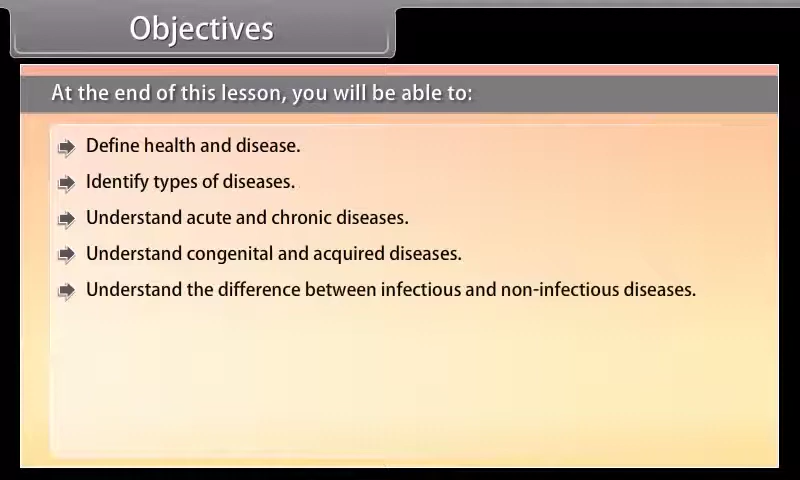 Objectives
At the end of this lesson, you will be able to:
Define health and disease.
Identify types of diseases.
Understand acute and chronic diseases.
Understand congenital and acquired diseases.
Understand the difference between infectious and non-infectious diseases.